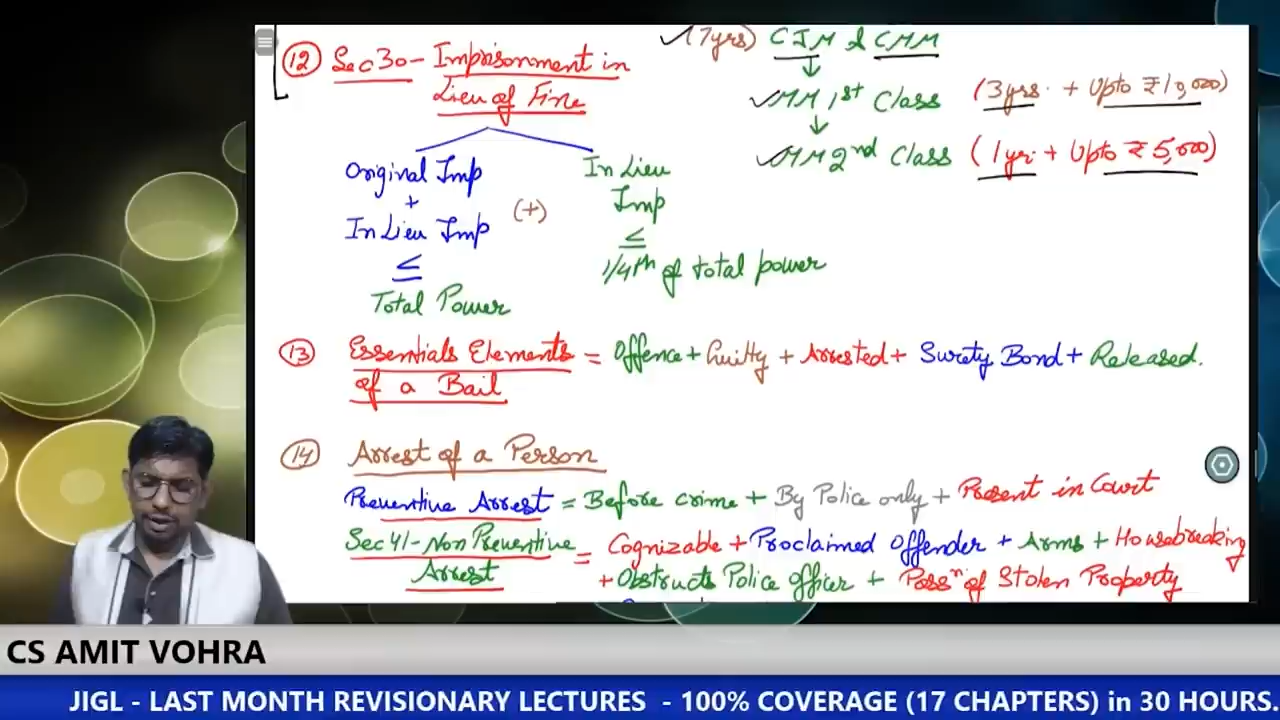 (7yrs) CJM & CMM
(12) Sec 30 - Imprisonment in
Lieu of Fine
MM 1st Class (3yrs. + Upto ₹10,000)
MM 2nd Class (1yr. + Upto ₹5,000)
Original Imp
+
In Lieu Imp
≤
Total Power
(+)
In Lieu
Imp
≤
1/4th of total power
(13) Essentials Elements = Offence + Guilty + Arrested + Surety Bond + Released.
of a Bail
(14) Arrest of a Person
Preventive Arrest = Before crime + By Police only + Present in Court
Sec 41 - Non Preventive = Cognizable + Proclaimed Offender + Arms + Housebreaking
Arrest + Obstructs Police officer + Possn of Stolen Property
CS AMIT VOHRA
JIGL - LAST MONTH REVISIONARY LECTURES - 100% COVERAGE (17 CHAPTERS) in 30 HOURS.